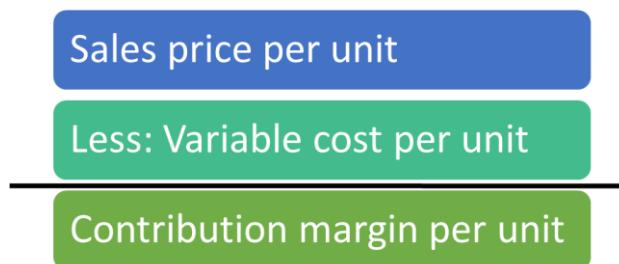 Sales price per unit
Less: Variable cost per unit
Contribution margin per unit